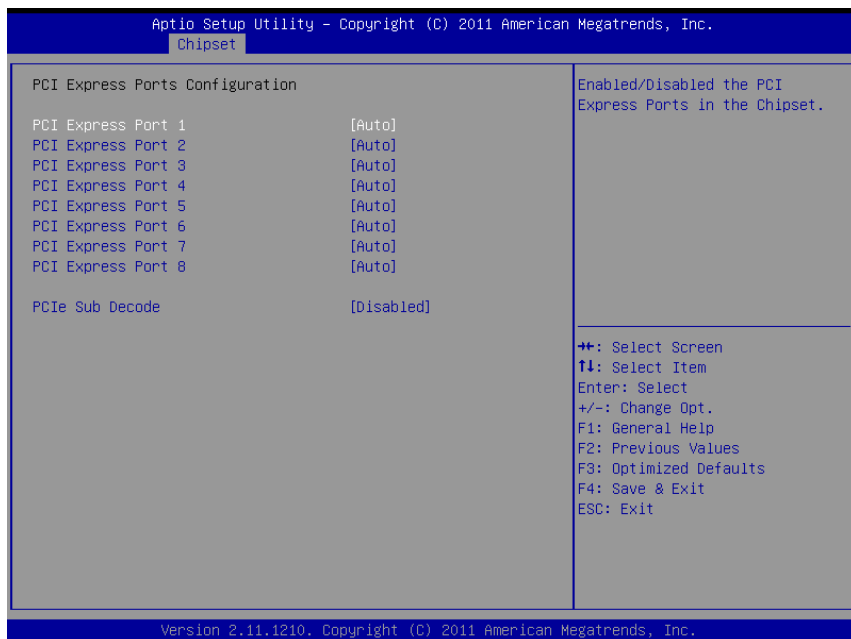 Aptio Setup Utility – Copyright (C) 2011 American Megatrends, Inc.
Chipset
PCI Express Ports Configuration
PCI Express Port 1 [Auto]
PCI Express Port 2 [Auto]
PCI Express Port 3 [Auto]
PCI Express Port 4 [Auto]
PCI Express Port 5 [Auto]
PCI Express Port 6 [Auto]
PCI Express Port 7 [Auto]
PCI Express Port 8 [Auto]
PCIe Sub Decode [Disabled]
Enabled/Disabled the PCI
Express Ports in the Chipset.
→←: Select Screen
↑↓: Select Item
Enter: Select
+/-: Change Opt.
F1: General Help
F2: Previous Values
F3: Optimized Defaults
F4: Save & Exit
ESC: Exit
Version 2.11.1210. Copyright (C) 2011 American Megatrends, Inc.